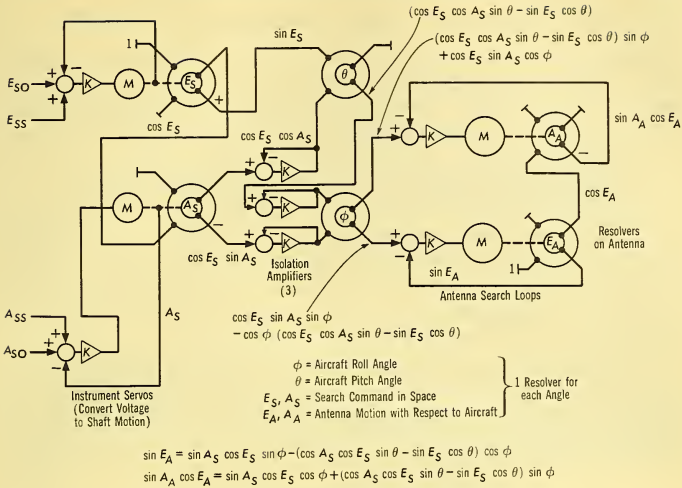 (cos E_S cos A_S sin θ − sin E_S cos θ)
(cos E_S cos A_S sin θ − sin E_S cos θ) sin φ
+ cos E_S sin A_S cos φ
sin E_S
1
E_SO
E_SS
+
+
−
K
M
E_S
+
cos E_S
θ
cos E_S cos A_S
+
−
K
−
K
+
−
K
M
A_S
−
cos E_S sin A_S
Isolation
Amplifiers
(3)
φ
+
−
K
M
A_A
−
sin A_A cos E_A
cos E_A
+
−
K
M
E_A
1
sin E_A
Resolvers
on Antenna
Antenna Search Loops
A_SS
A_SO
+
+
−
K
A_S
Instrument Servos
(Convert Voltage
to Shaft Motion)
cos E_S sin A_S sin φ
− cos φ (cos E_S cos A_S sin θ − sin E_S cos θ)
φ = Aircraft Roll Angle
θ = Aircraft Pitch Angle
E_S, A_S = Search Command in Space
E_A, A_A = Antenna Motion with Respect to Aircraft
1 Resolver for
each Angle
sin E_A = sin A_S cos E_S sin φ − (cos A_S cos E_S sin θ − sin E_S cos θ) cos φ
sin A_A cos E_A = sin A_S cos E_S cos φ + (cos A_S cos E_S sin θ − sin E_S cos θ) sin φ